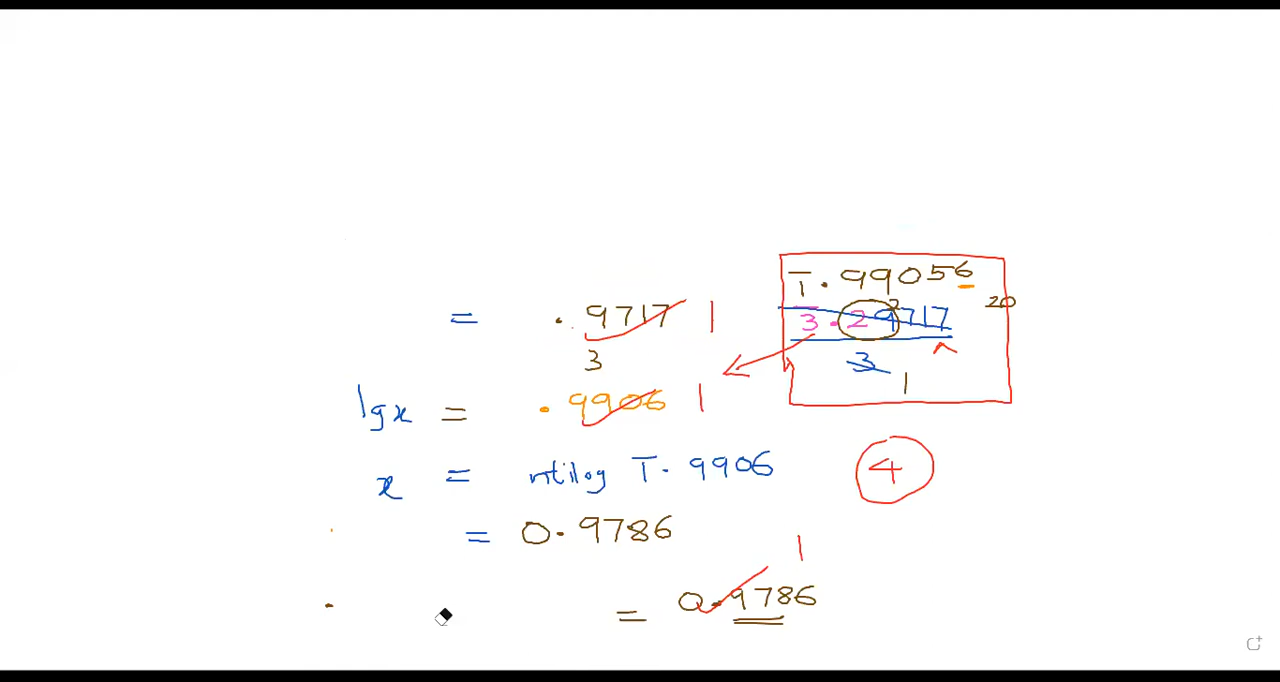 T.99056
= .9717 1
3̅.29717
2
20
3
3
1
lgx = .9906 1
x = ntilog T.9906
4
= 0.9786
1
= 0.9786